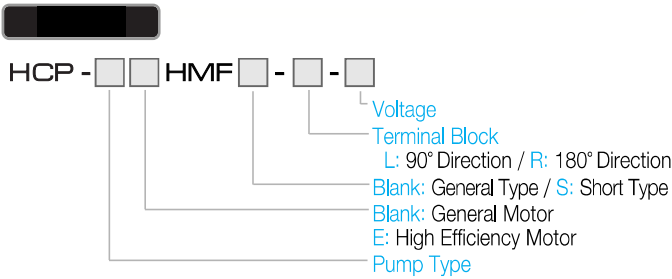 HCP - HMF - -
Voltage
Terminal Block
L: 90° Direction / R: 180° Direction
Blank: General Type / S: Short Type
Blank: General Motor
E: High Efficiency Motor
Pump Type